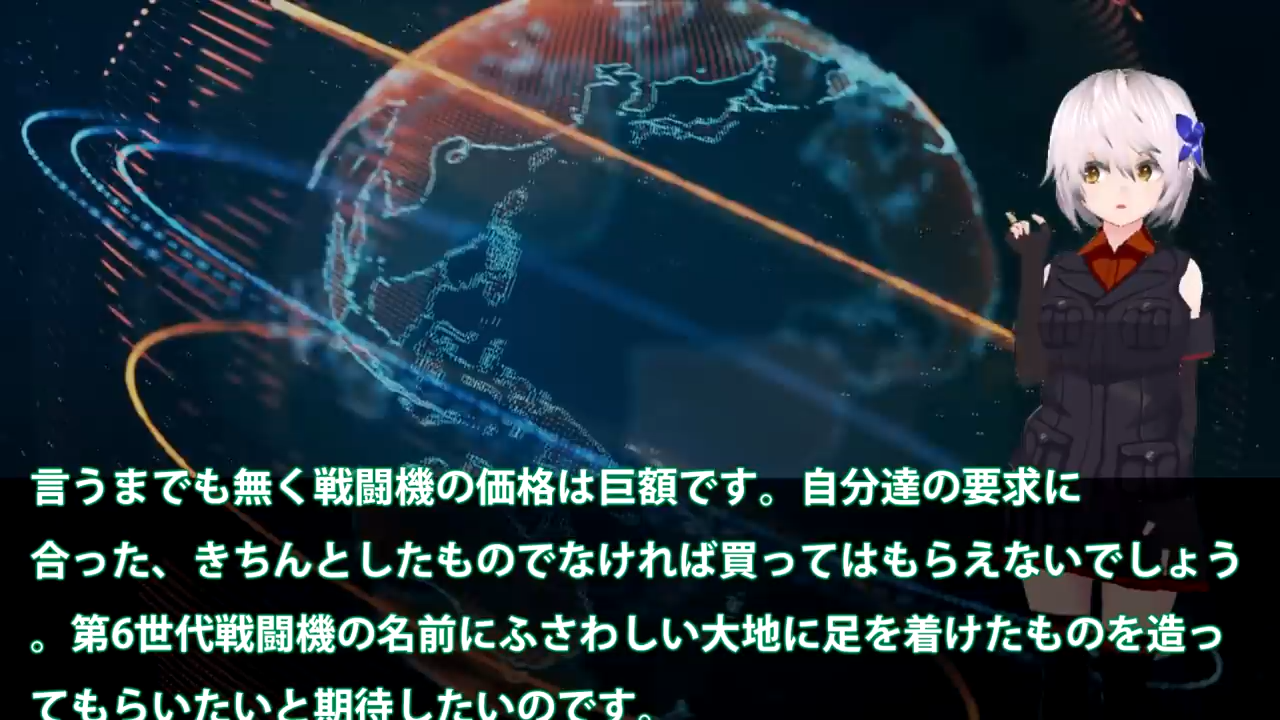 言うまでも無く戦闘機の価格は巨額です。自分達の要求に
合った、きちんとしたものでなければ買ってはもらえないでしょう
。第6世代戦闘機の名前にふさわしい大地に足を着けたものを造っ
てもらいたいと期待したいのです。